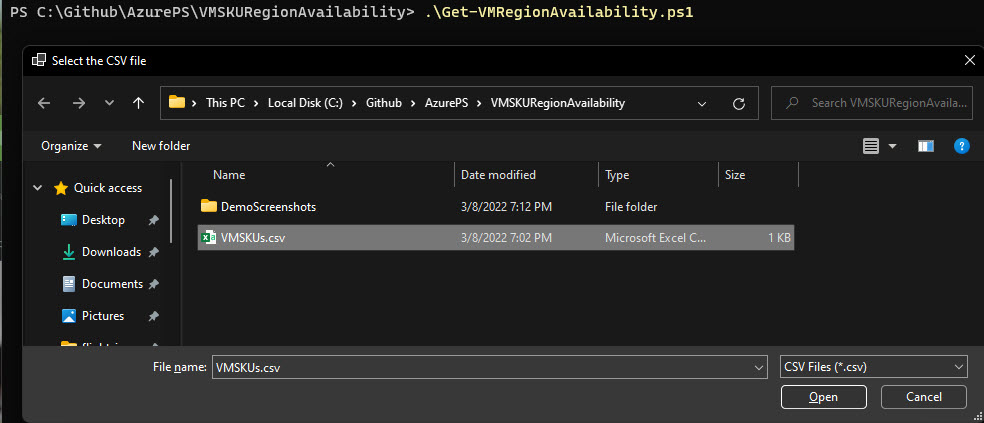 PS C:\Github\AzurePS\VMSKURegionAvailability> .\Get-VMRegionAvailability.ps1
Select the CSV file
This PC > Local Disk (C:) > Github > AzurePS > VMSKURegionAvailability
Search VMSKURegionAvaila...
Organize
New folder
Name Date modified Type Size
Quick access
Desktop
Downloads
Documents
Pictures
DemoScreenshots 3/8/2022 7:12 PM File folder
VMSKUs.csv 3/8/2022 7:02 PM Microsoft Excel C... 1 KB
File name: VMSKUs.csv CSV Files (*.csv)
Open Cancel